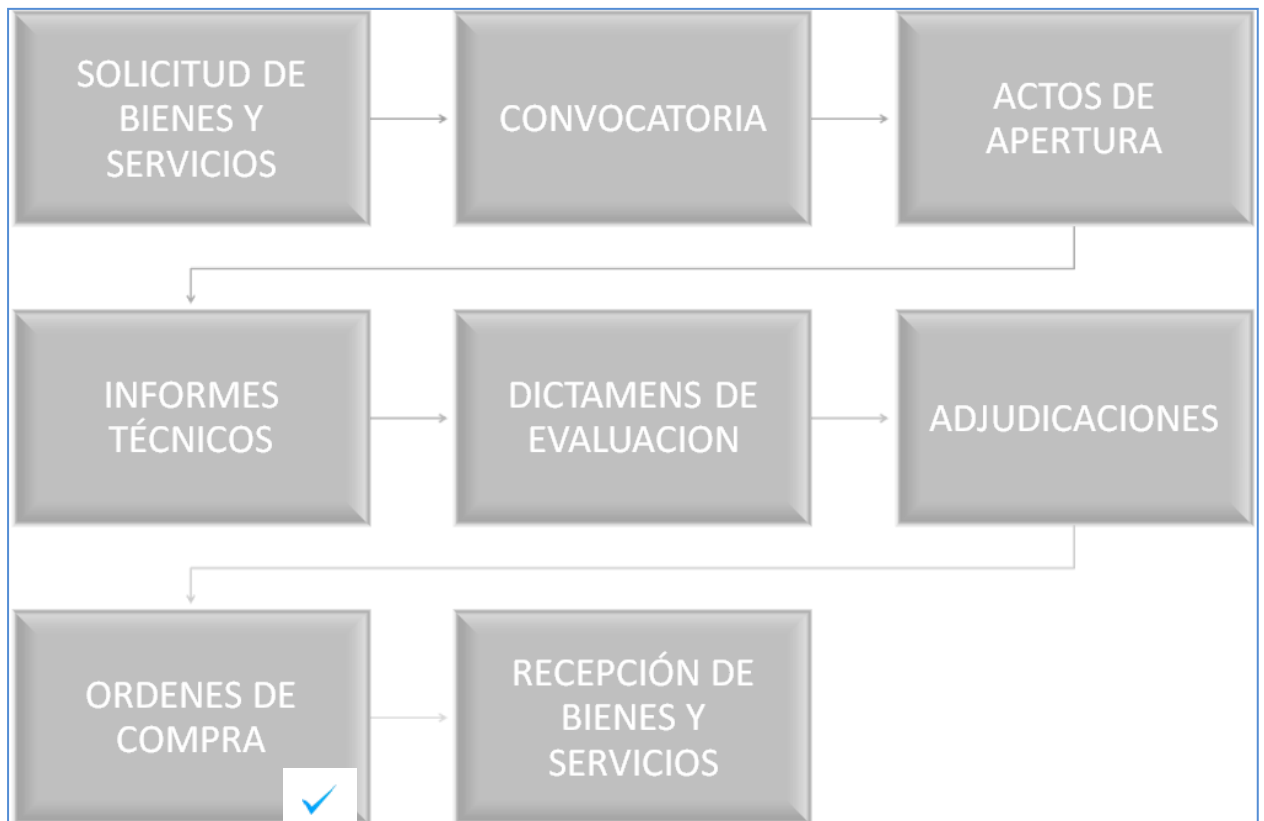 SOLICITUD DE
BIENES Y
SERVICIOS
CONVOCATORIA
ACTOS DE
APERTURA
INFORMES
TÉCNICOS
DICTAMENS DE
EVALUACION
ADJUDICACIONES
ORDENES DE
COMPRA
RECEPCIÓN DE
BIENES Y
SERVICIOS